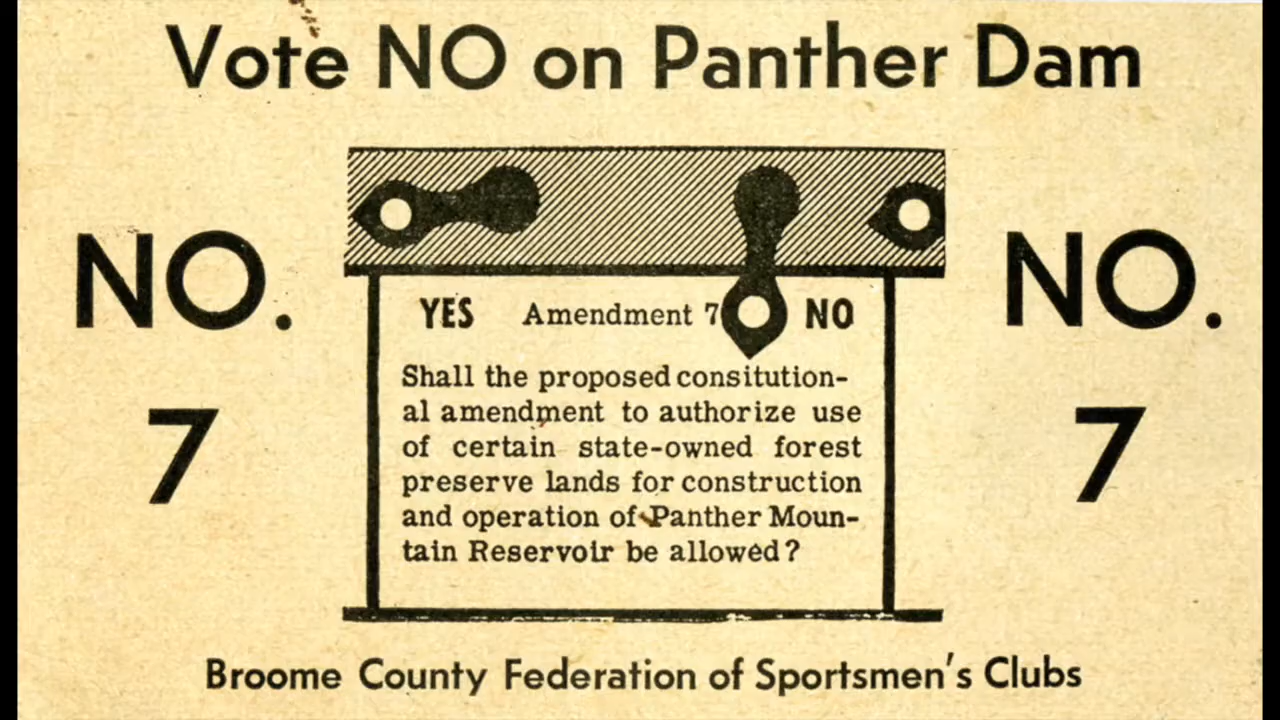 Vote NO on Panther Dam
NO.
7
YES Amendment 7 NO
Shall the proposed consitution-
al amendment to authorize use
of certain state-owned forest
preserve lands for construction
and operation of Panther Moun-
tain Reservoir be allowed?
NO.
7
Broome County Federation of Sportsmen's Clubs